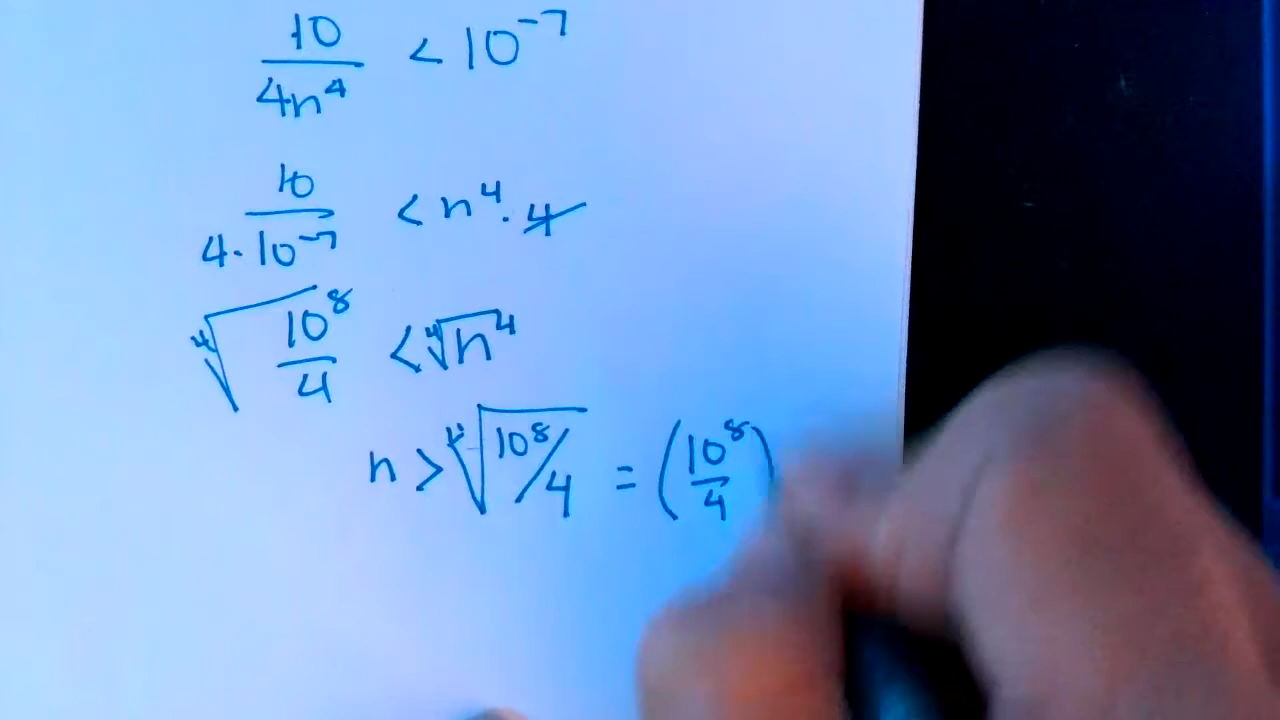 10/4n⁴ < 10⁻⁷
10/4·10⁻⁷ < n⁴·4
⁴√10⁸/4 < ⁴√n⁴
n > ⁴√10⁸/4 = (10⁸/4)